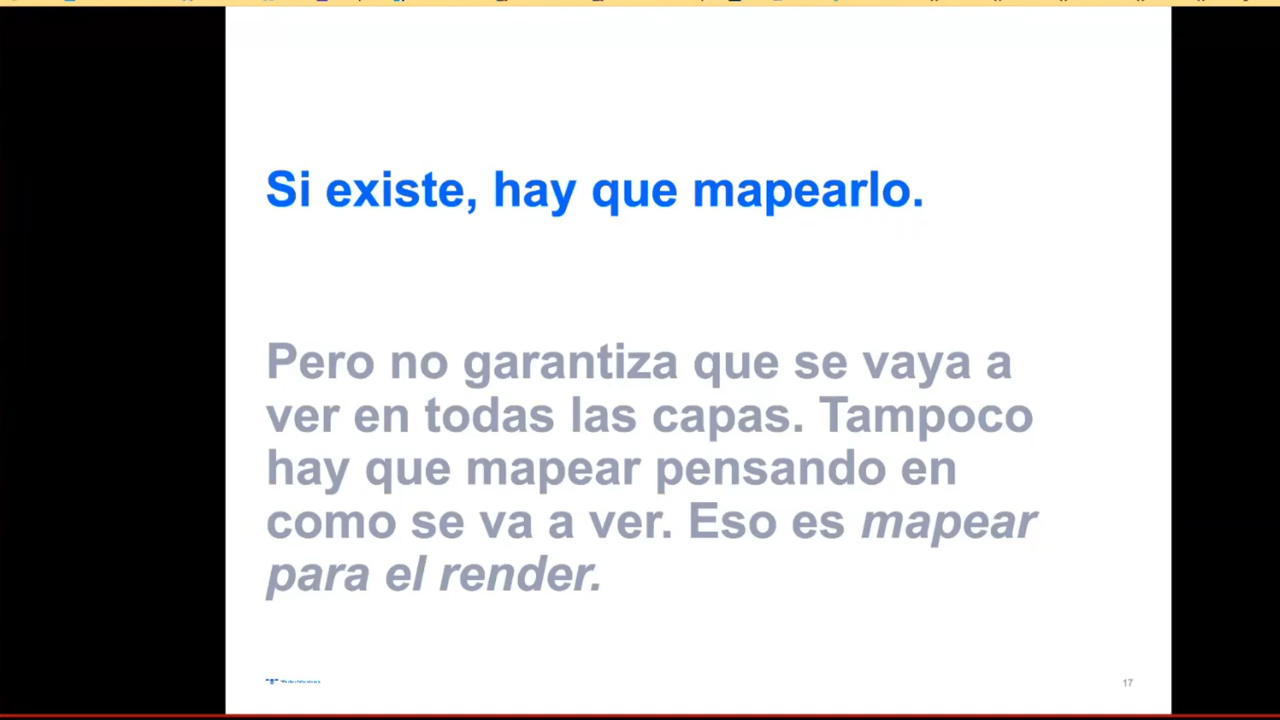 Si existe, hay que mapearlo.
Pero no garantiza que se vaya a
ver en todas las capas. Tampoco
hay que mapear pensando en
como se va a ver. Eso es mapear
para el render.
17